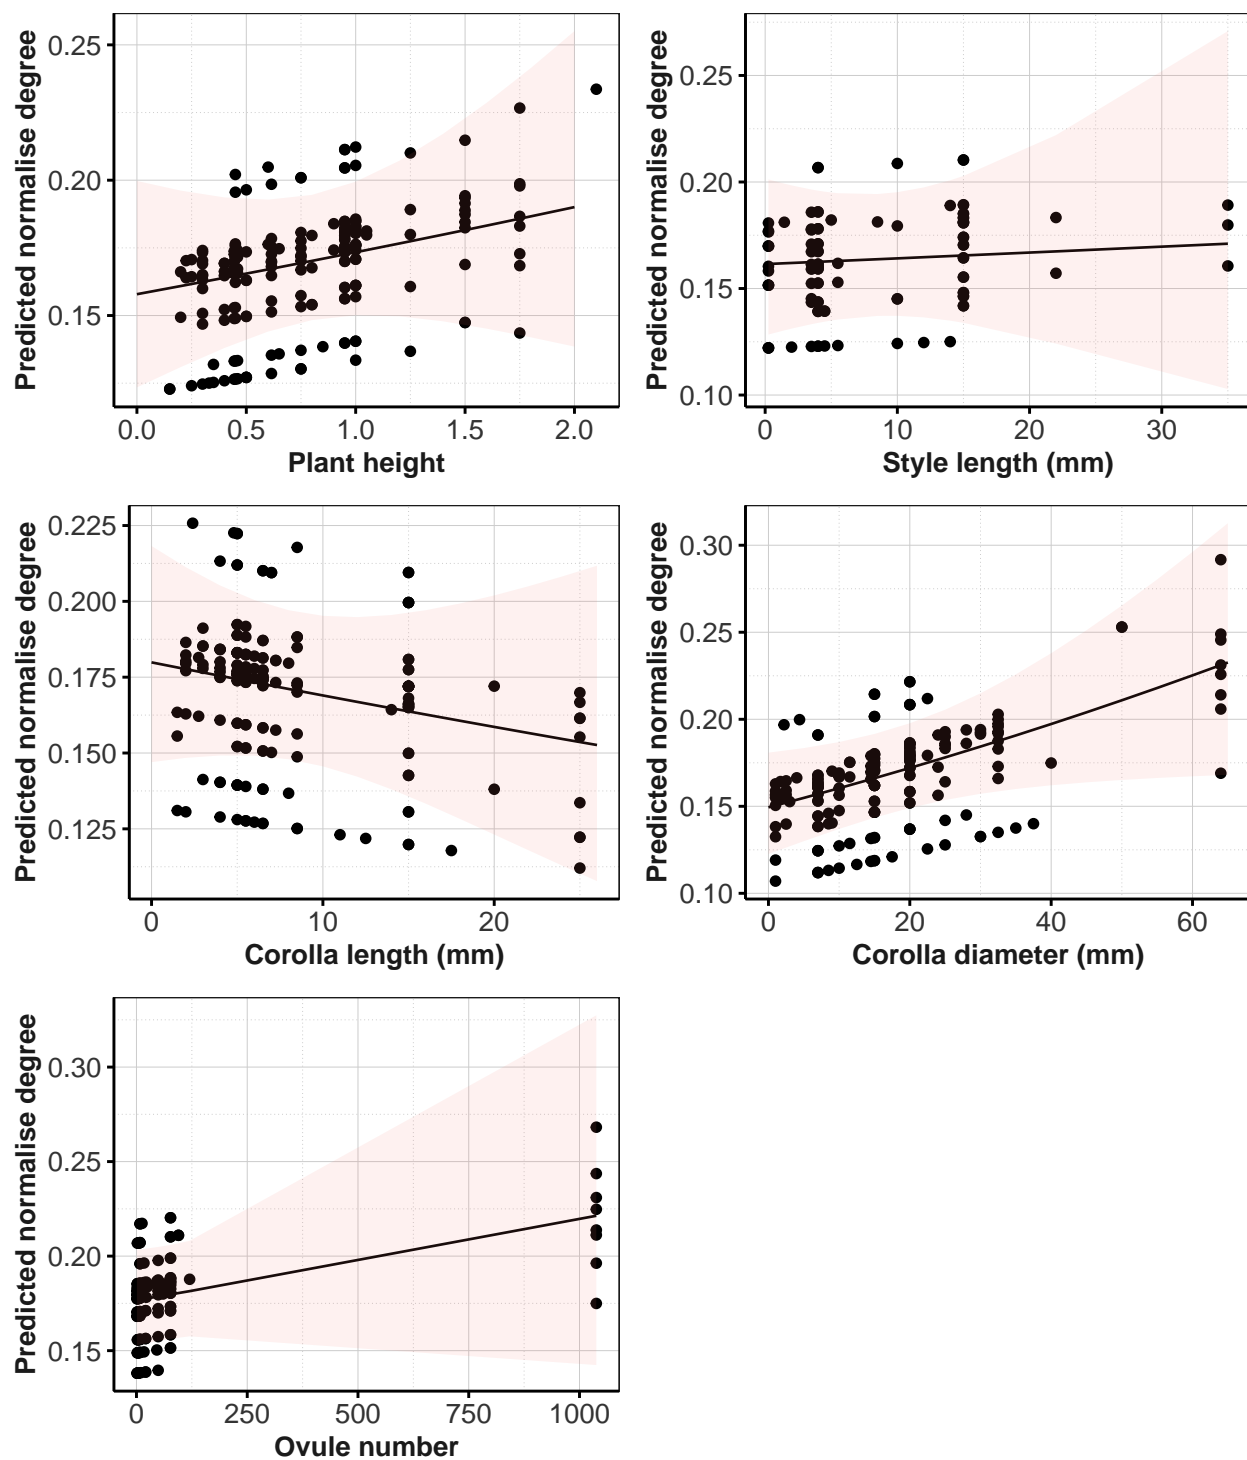 Predicted normalise degree
0.25
0.20
0.15
0.0 0.5 1.0 1.5 2.0
Plant height
Predicted normalise degree
0.25
0.20
0.15
0.10
0 10 20 30
Style length (mm)
Predicted normalise degree
0.225
0.200
0.175
0.150
0.125
0 10 20
Corolla length (mm)
Predicted normalise degree
0.30
0.25
0.20
0.15
0.10
0 20 40 60
Corolla diameter (mm)
Predicted normalise degree
0.30
0.25
0.20
0.15
0 250 500 750 1000
Ovule number